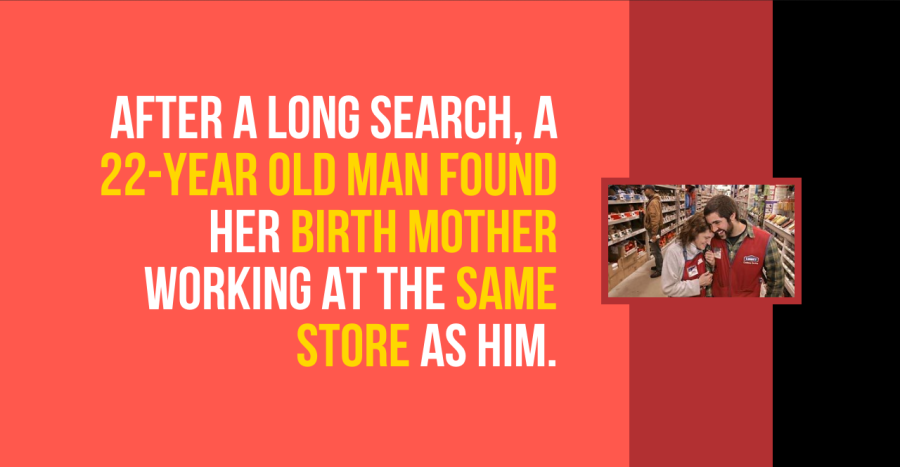 AFTER A LONG SEARCH, A
22-YEAR OLD MAN FOUND
HER BIRTH MOTHER
WORKING AT THE SAME
STORE AS HIM.